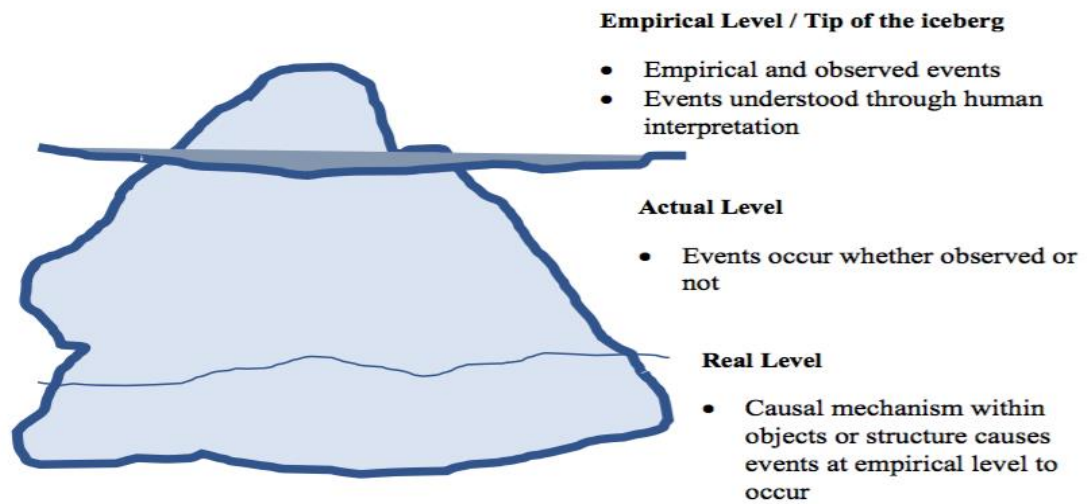 Empirical Level / Tip of the iceberg
• Empirical and observed events
• Events understood through human
interpretation
Actual Level
• Events occur whether observed or
not
Real Level
• Causal mechanism within
objects or structure causes
events at empirical level to
occur